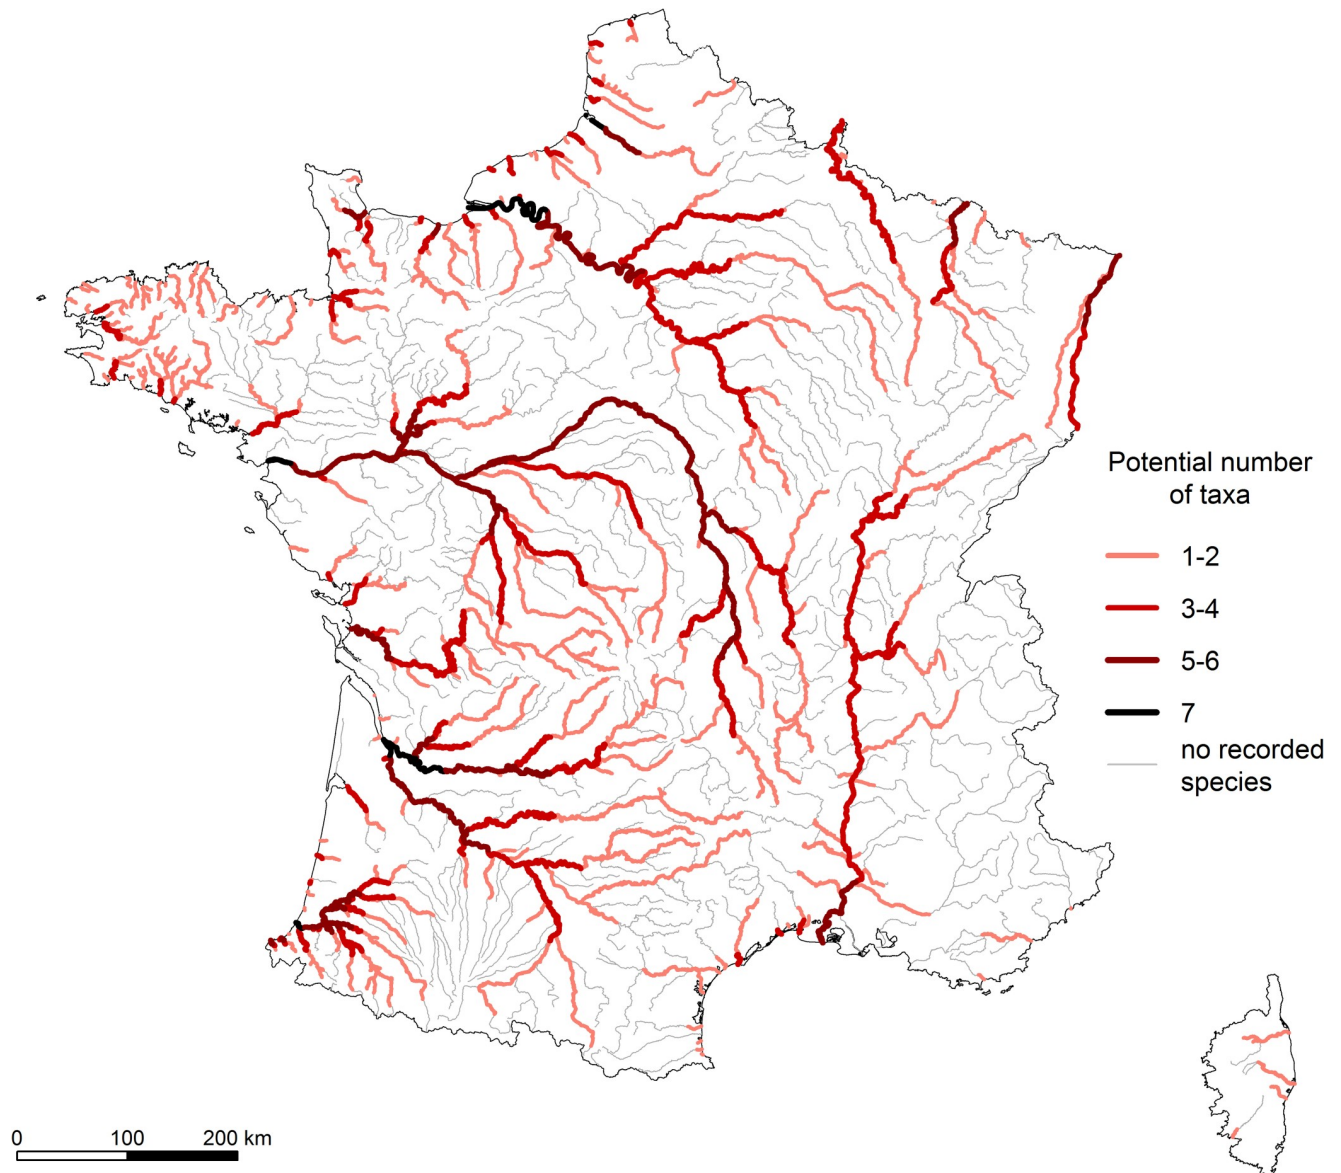 Potential number
of taxa
1-2
3-4
5-6
7
no recorded
species
0 100 200 km